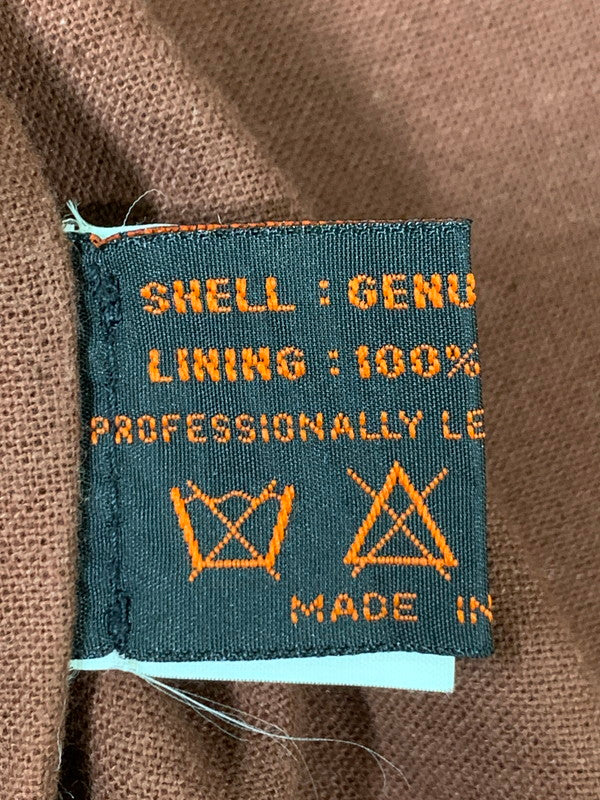 SHELL : GENU
LINING : 100%
PROFESSIONALLY LE
MADE IN